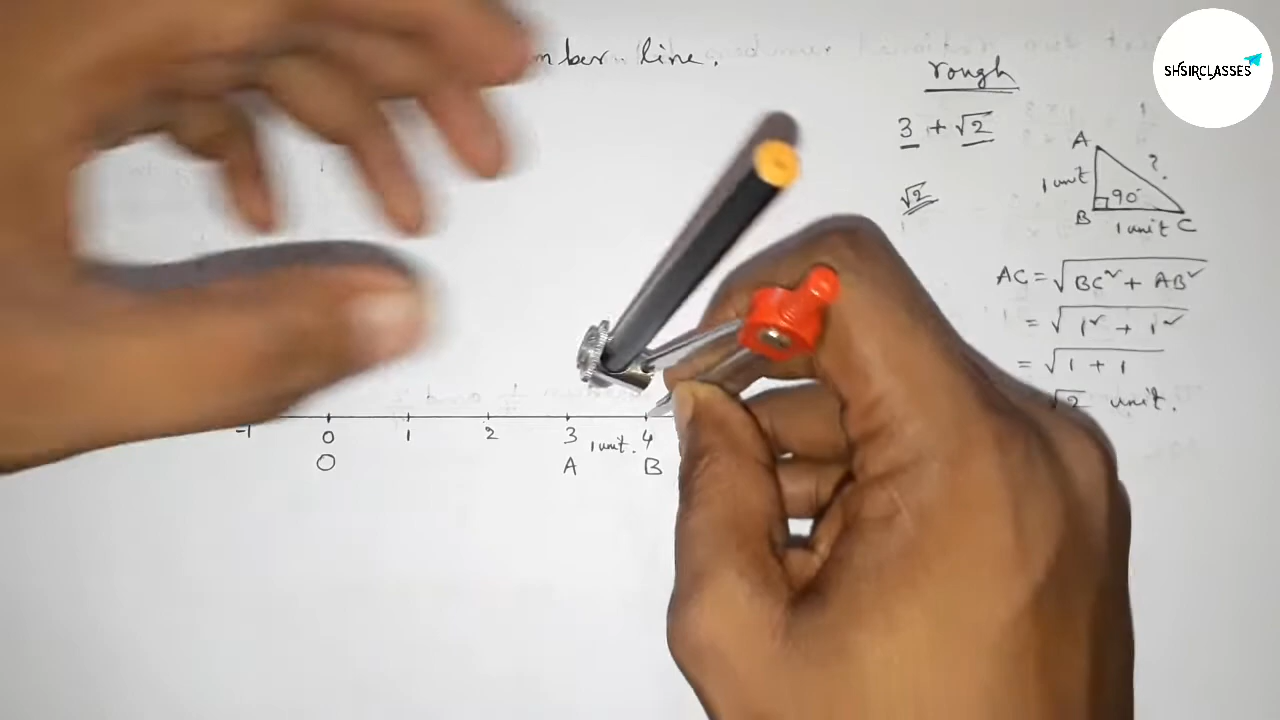 mber line.
SHSIRCLASSES
rough
3 + √2
√2
A
?
1 unit
90°
B
1 unit C
AC = √BC² + AB²
= √1² + 1²
= √1 + 1
√2 unit.
-1 0 1 2 3 1 unit. 4
O A B